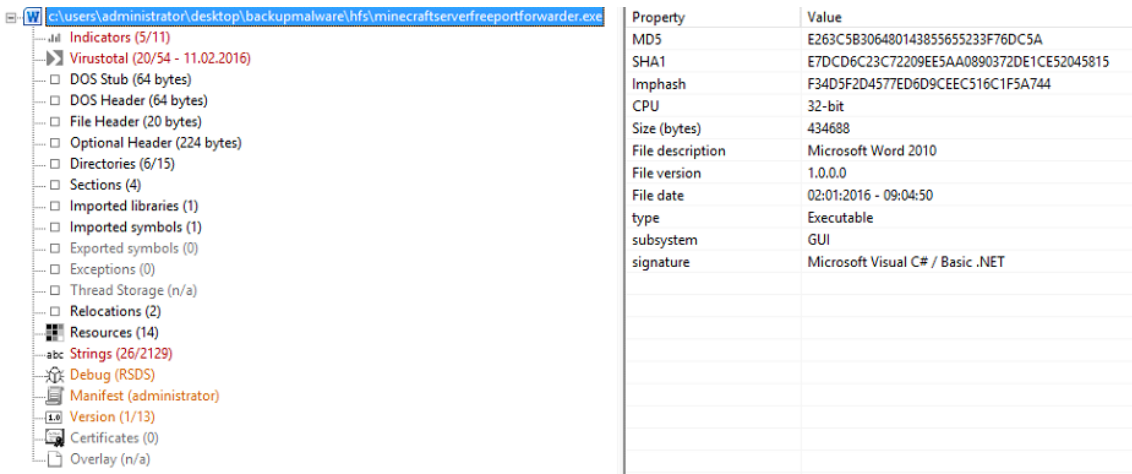 c:\users\administrator\desktop\backupmalware\hfs\minecraftserverfreeportforwarder.exe
Indicators (5/11)
Virustotal (20/54 - 11.02.2016)
DOS Stub (64 bytes)
DOS Header (64 bytes)
File Header (20 bytes)
Optional Header (224 bytes)
Directories (6/15)
Sections (4)
Imported libraries (1)
Imported symbols (1)
Exported symbols (0)
Exceptions (0)
Thread Storage (n/a)
Relocations (2)
Resources (14)
abc Strings (26/2129)
Debug (RSDS)
Manifest (administrator)
1.0 Version (1/13)
Certificates (0)
Overlay (n/a)
Property Value
MD5 E263C5B306480143855655233F76DC5A
SHA1 E7DCD6C23C72209EE5AA0890372DE1CE52045815
Imphash F34D5F2D4577ED6D9CEEC516C1F5A744
CPU 32-bit
Size (bytes) 434688
File description Microsoft Word 2010
File version 1.0.0.0
File date 02:01:2016 - 09:04:50
type Executable
subsystem GUI
signature Microsoft Visual C# / Basic .NET